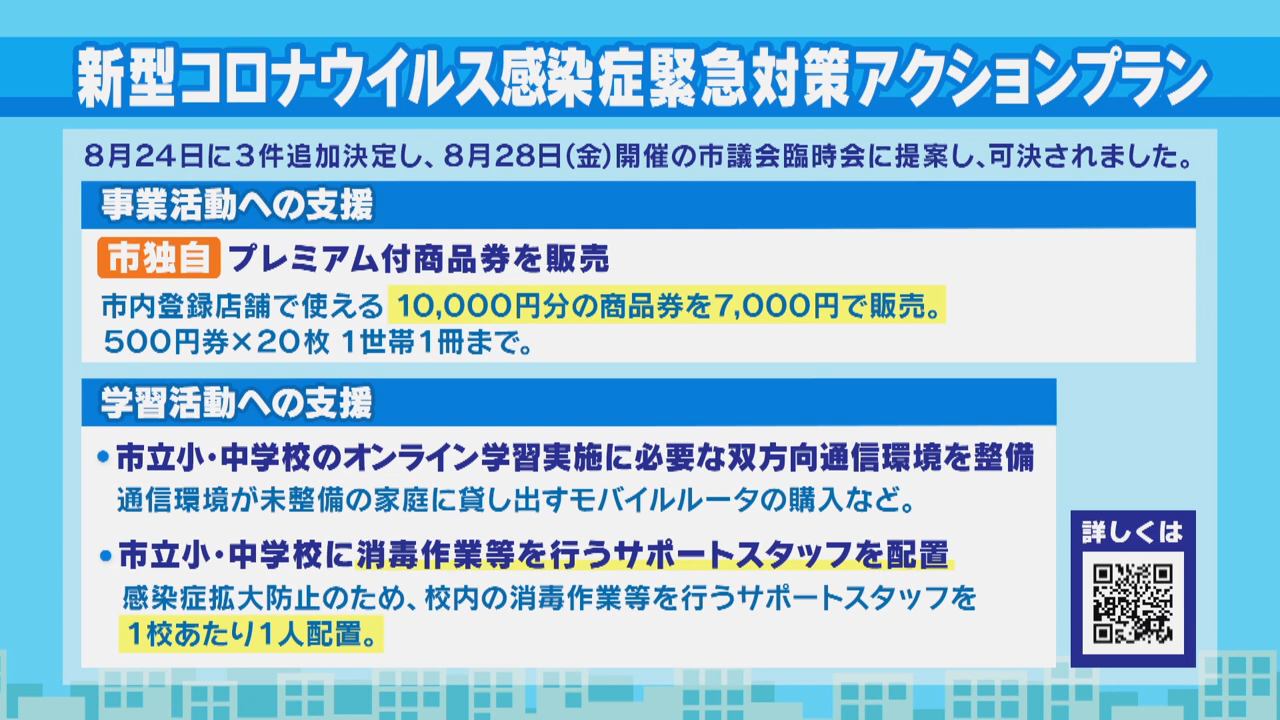 新型コロナウイルス感染症緊急対策アクションプラン
8月24日に3件追加決定し、8月28日(金)開催の市議会臨時会に提案し、可決されました。
事業活動への支援
市独自 プレミアム付商品券を販売
市内登録店舗で使える 10,000円分の商品券を7,000円で販売。
500円券×20枚 1世帯1冊まで。
学習活動への支援
•市立小・中学校のオンライン学習実施に必要な双方向通信環境を整備
通信環境が未整備の家庭に貸し出すモバイルルータの購入など。
•市立小・中学校に消毒作業等を行うサポートスタッフを配置
感染症拡大防止のため、校内の消毒作業等を行うサポートスタッフを
1校あたり1人配置。
詳しくは